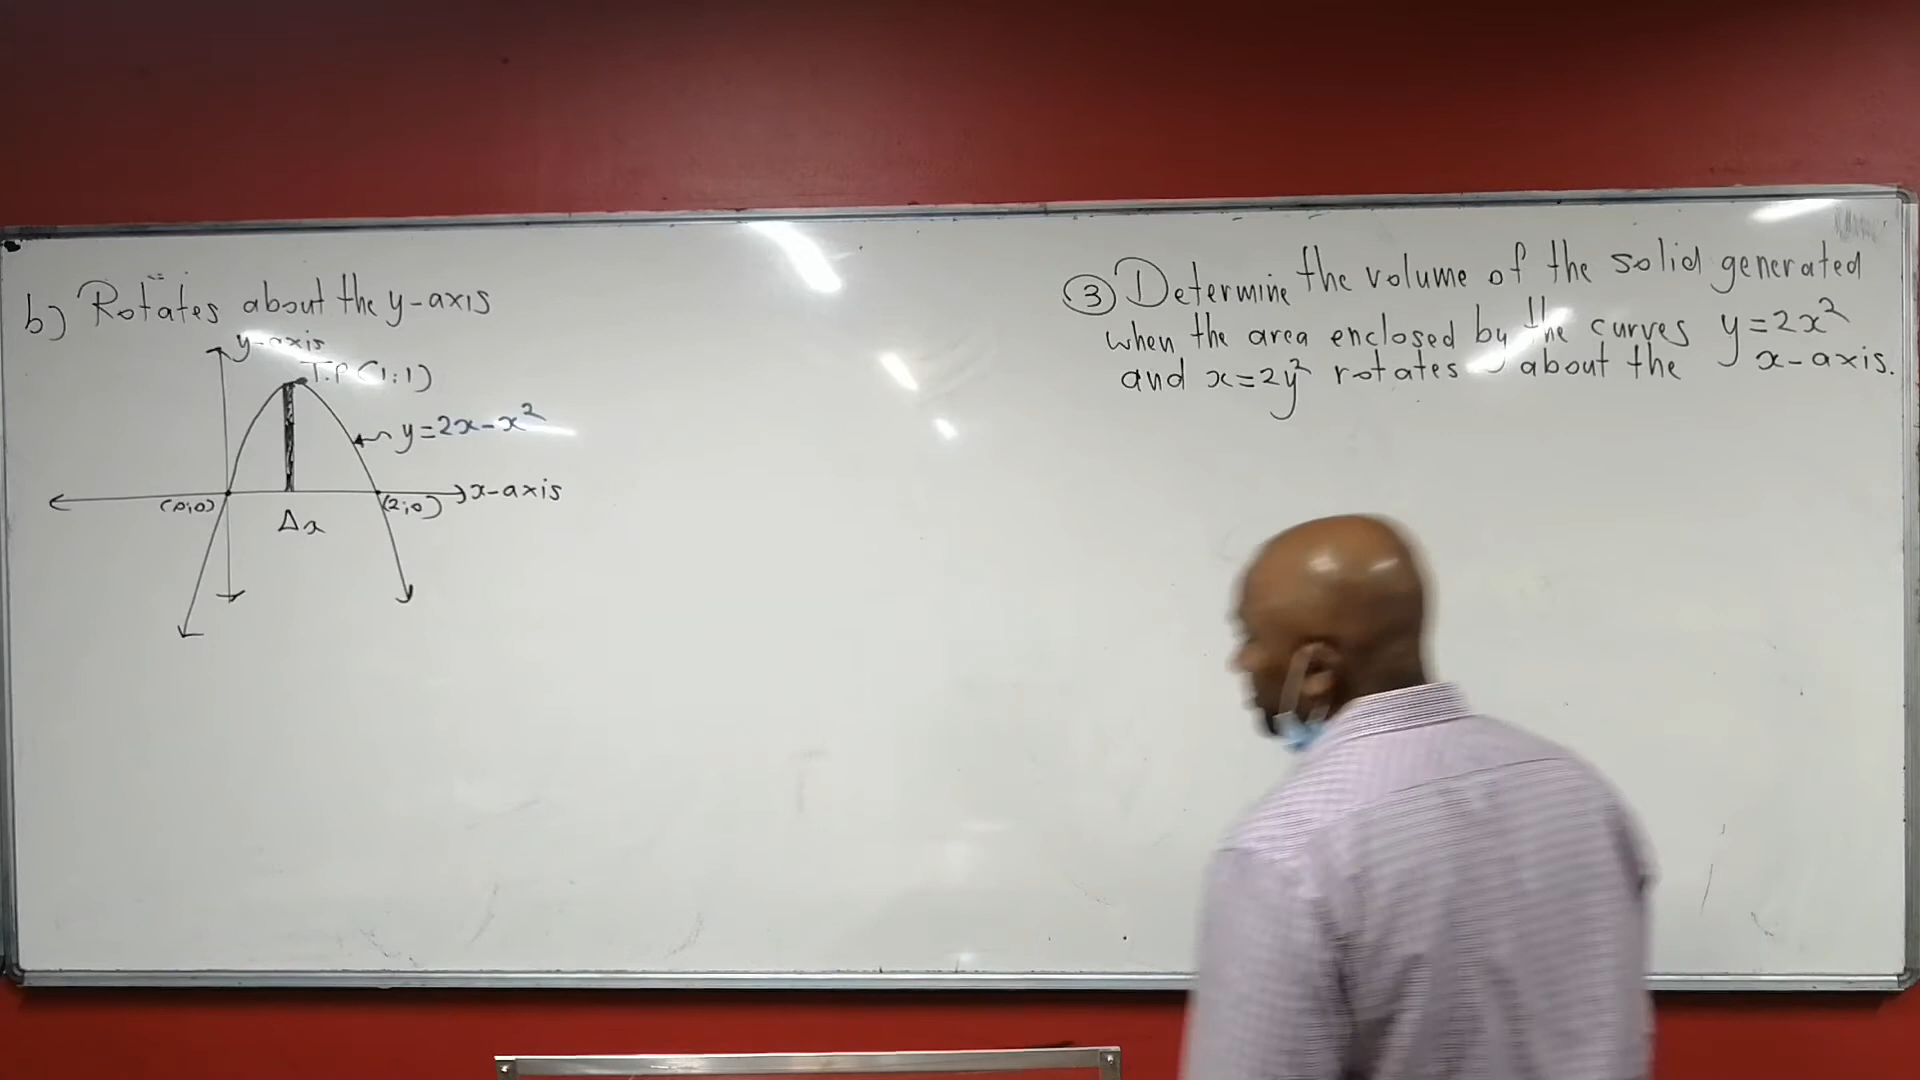 b) Rotates about the y-axis
y-axis
T.P (1;1)
y=2x-x²
x-axis
(0;0)
(2;0)
Δx
③ Determine the volume of the solid generated
when the area enclosed by the curves y=2x²
and x=2y² rotates about the x-axis.